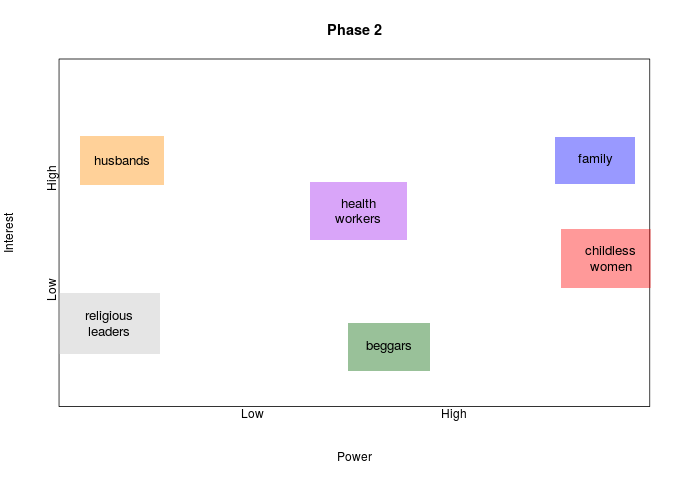 Phase 2
husbands
family
High
health
workers
Interest
childless
women
Low
religious
leaders
beggars
Low
High
Power